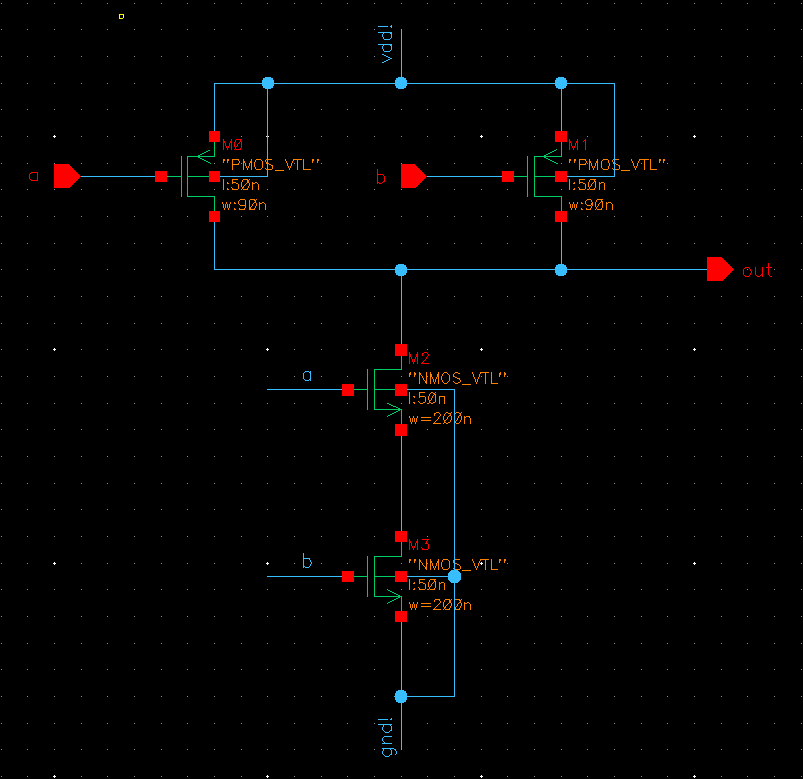 vdd!
M0
"PMOS_VTL"
l:50n
w:90n
a
M1
"PMOS_VTL"
l:50n
w:90n
b
out
M2
"NMOS_VTL"
l:50n
w=200n
a
M3
"NMOS_VTL"
l:50n
w=200n
b
gnd!